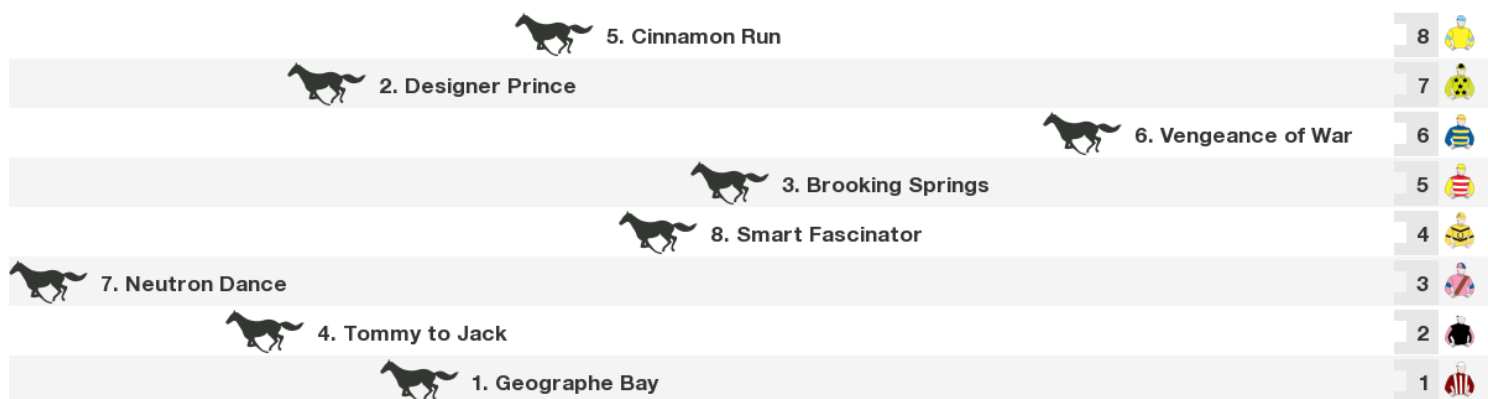 5. Cinnamon Run 8
2. Designer Prince 7
6. Vengeance of War 6
3. Brooking Springs 5
8. Smart Fascinator 4
7. Neutron Dance 3
4. Tommy to Jack 2
1. Geographe Bay 1